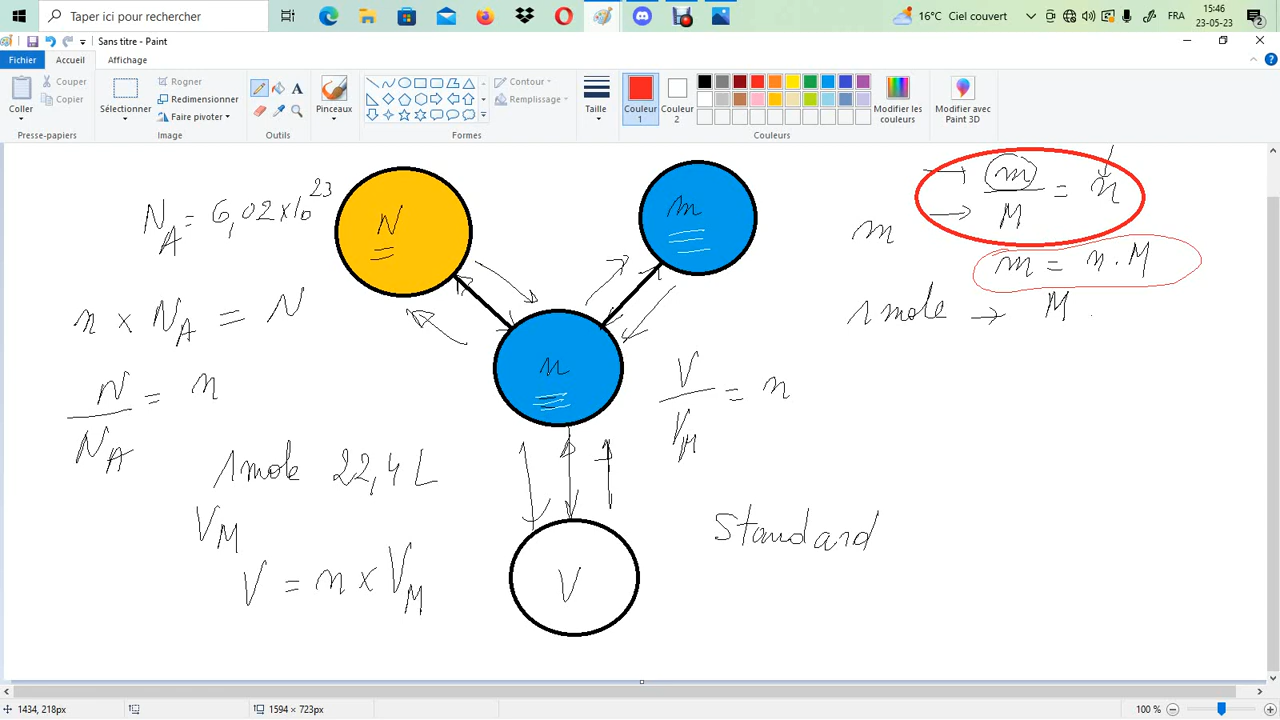 Taper ici pour rechercher
16°C Ciel couvert
FRA
15:46
23-05-23
2
Sans titre - Paint
Fichier
Accueil
Affichage
Coller
Couper
Copier
Presse-papiers
Sélectionner
Rogner
Redimensionner
Faire pivoter
Image
A
Outils
Pinceaux
Formes
Contour
Remplissage
Taille
Couleur 1
Couleur 2
Modifier les couleurs
Couleurs
Modifier avec Paint 3D
N_A = 6,02 x 10^23
N
m
m/M = n
m
m = n . M
1 mole → M
n × N_A = N
N/N_A = n
n
V/V_M = n
1 mole 22,4 L
V_M
Standard
V = n × V_M
V
1434, 218px
1594 × 723px
100 %